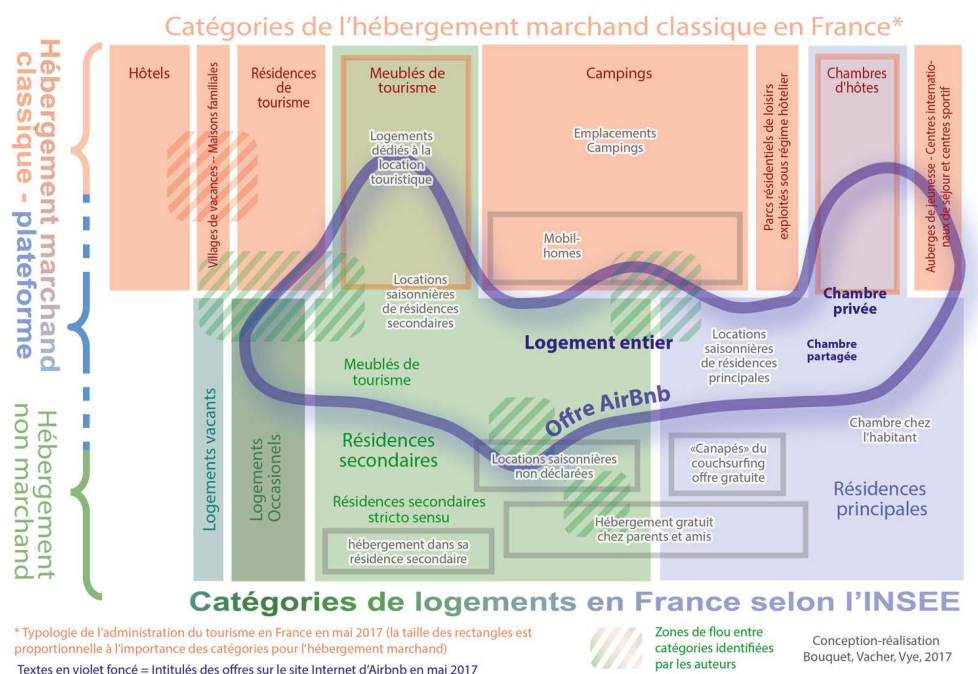 Catégories de l'hébergement marchand classique en France*
Hébergement marchand
classique - plateforme
Hébergement
non marchand
Hôtels
Villages de vacances -- Maisons familiales
Résidences
de
tourisme
Meublés de
tourisme
Campings
Parcs résidentiels de loisirs
exploités sous régime hôtelier
Chambres
d'hôtes
Auberges de jeunesse - Centres internatio-
naux de séjour et centres sportif
Logements
dédiés à la
location
touristique
Emplacements
Campings
Mobil-
homes
Locations
saisonnières
de résidences
secondaires
Chambre
privée
Logement entier
Locations
saisonnières
de résidences
principales
Chambre
partagée
Meublés de
tourisme
Offre AirBnb
Logements vacants
Logements
Occasionels
Résidences
secondaires
Locations saisonnières
non déclarées
«Canapés» du
couchsurfing
offre gratuite
Chambre chez
l'habitant
Résidences
principales
Résidences secondaires
stricto sensu
Hébergement gratuit
chez parents et amis
hébergement dans sa
résidence secondaire
Catégories de logements en France selon l'INSEE
* Typologie de l'administration du tourisme en France en mai 2017 (la taille des rectangles est
proportionnelle à l'importance des catégories pour l'hébergement marchand)
Textes en violet foncé = Intitulés des offres sur le site Internet d'Airbnb en mai 2017
Zones de flou entre
catégories identifiées
par les auteurs
Conception-réalisation
Bouquet, Vacher, Vye, 2017